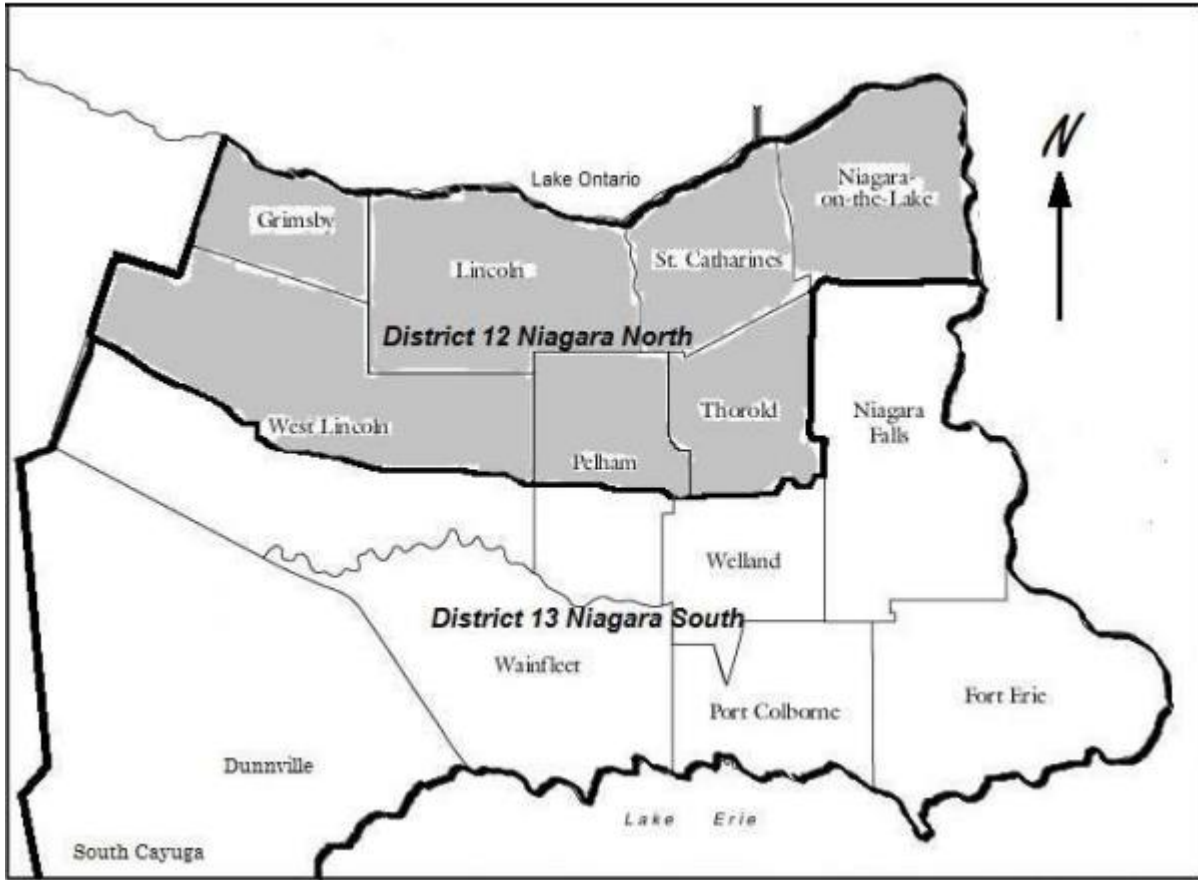 N
Lake Ontario
Niagara-
on-the-Lake
Grimsby
Lincoln
St. Catharines
District 12 Niagara North
West Lincoln
Thorold
Niagara
Falls
Pelham
Welland
District 13 Niagara South
Wainfleet
Port Colborne
Fort Erie
Dunnville
Lake Erie
South Cayuga